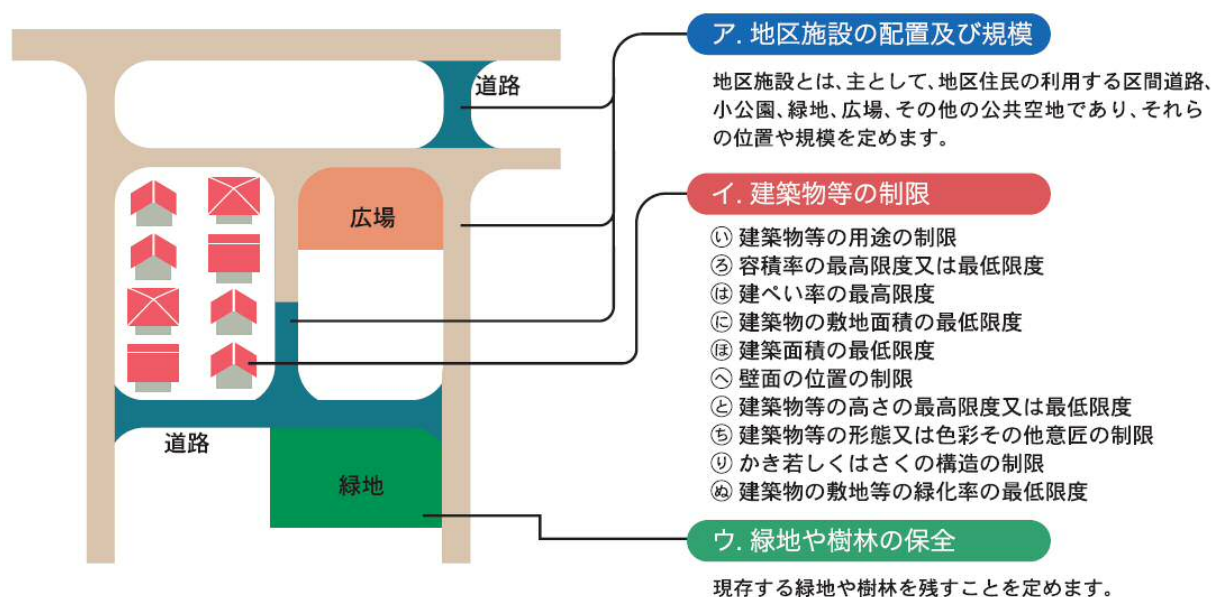 道路
広場
道路
緑地
ア. 地区施設の配置及び規模
地区施設とは、主として、地区住民の利用する区間道路、
小公園、緑地、広場、その他の公共空地であり、それら
の位置や規模を定めます。
イ. 建築物等の制限
㋑ 建築物等の用途の制限
ろ 容積率の最高限度又は最低限度
は 建ぺい率の最高限度
に 建築物の敷地面積の最低限度
ほ 建築面積の最低限度
へ 壁面の位置の制限
と 建築物等の高さの最高限度又は最低限度
ち 建築物等の形態又は色彩その他意匠の制限
り かき若しくはさくの構造の制限
ぬ 建築物の敷地等の緑化率の最低限度
ウ. 緑地や樹林の保全
現存する緑地や樹林を残すことを定めます。